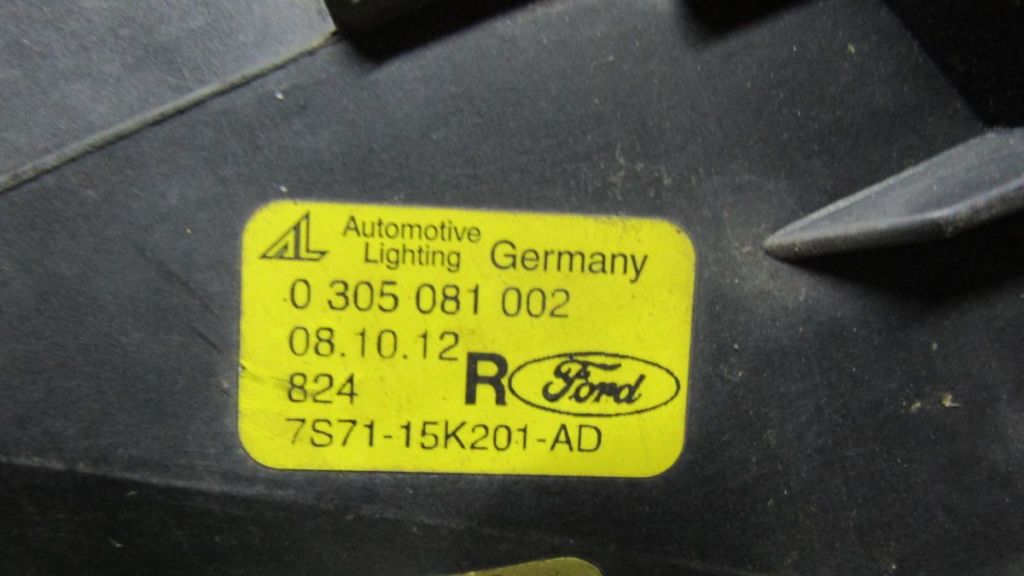 AL Automotive Lighting Germany
0 305 081 002
08.10.12
824
R Ford
7S71-15K201-AD